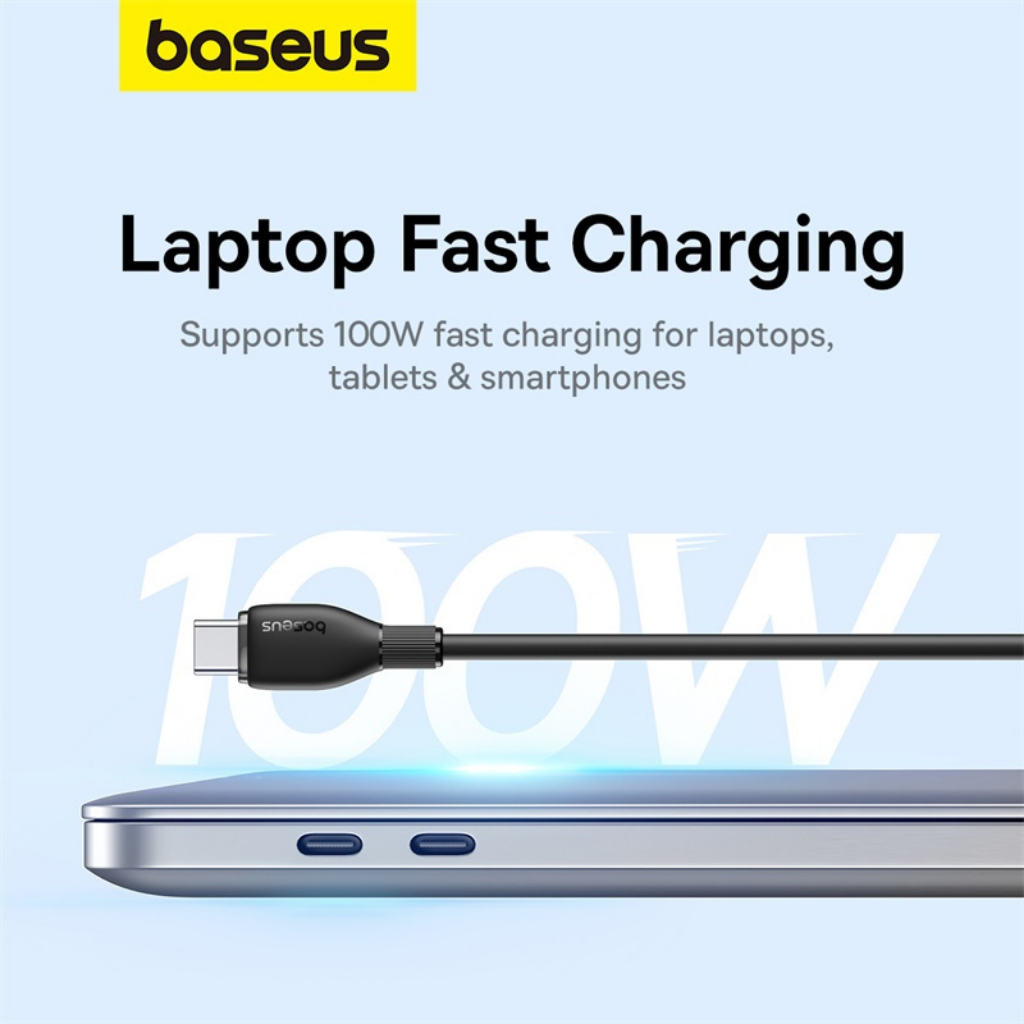 baseus
Laptop Fast Charging
Supports 100W fast charging for laptops,
tablets & smartphones
100W
baseus